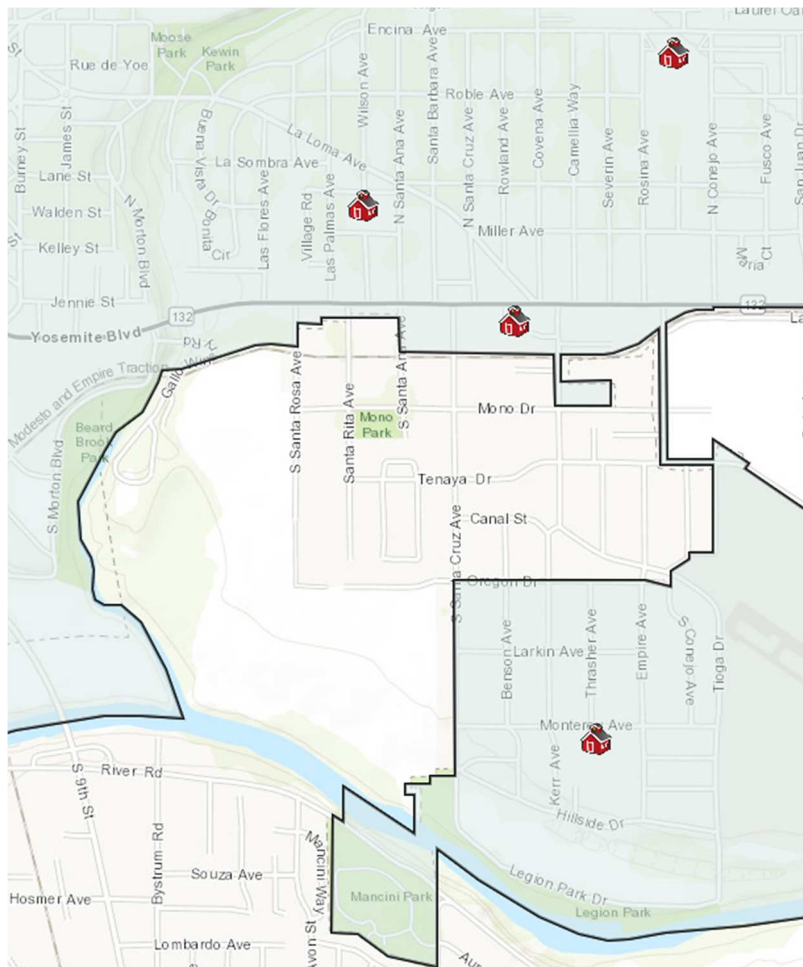 Laurel Oak
Encina Ave
Moose
Park
Kewin
Park
Rue de Yoe
Burney St
James St
Wilson Ave
Santa Barbara Ave
Roble Ave
La Loma Ave
N Santa Ana Ave
N Santa Cruz Ave
Rowland Ave
Covena Ave
Camellia Way
Severin Ave
Rosina Ave
N Conejo Ave
Fusco Ave
San Juan Dr
Lane St
Walden St
Kelley St
N Morton Blvd
Buena Vista Dr
Bonita
Cir
La Sombra Ave
Las Flores Ave
Village Rd
Las Palmas Ave
Miller Ave
Maria Ct
Jennie St
132
132
Yosemite Blvd
Modesto and Empire Traction
Gallo Win
ry Rd
La
S Santa Rosa Ave
Santa Rita Ave
S Santa Ana Ave
Mono
Park
Mono Dr
Beard
Brook
Park
S Morton Blvd
Tenaya Dr
Canal St
S Santa Cruz Ave
Oregon Dr
Benson Ave
Larkin Ave
Thrasher Ave
Empire Ave
S Conejo Ave
Tioga Dr
Monterey Ave
Kerr Ave
Hillside Dr
Legion Park Dr
Legion Park
River Rd
S 9th St
Bystrum Rd
Souza Ave
Hosmer Ave
Lombardo Ave
Mancini Way
Mancini Park